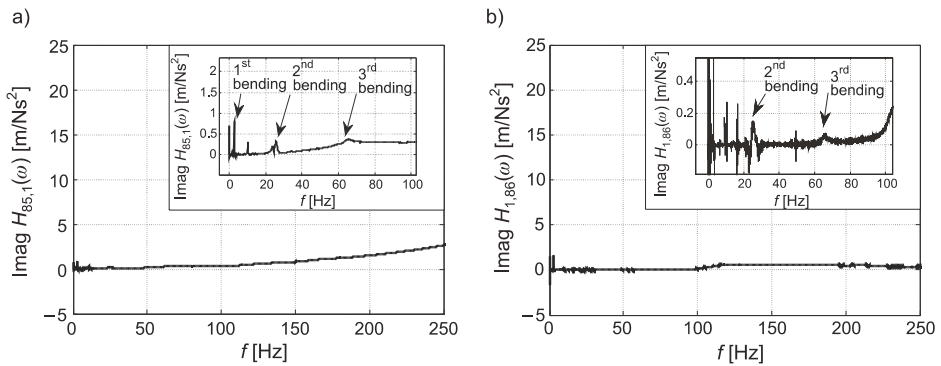 a)
Imag H85,1(ω) [m/Ns2]
25
20
15
10
5
0
−5
0 50 100 150 200 250
f [Hz]
Imag H85,1(ω) [m/Ns2]
2
1.5
1
0.5
0
0 20 40 60 80 100
f [Hz]
1st
bending
2nd
bending
3rd
bending
b)
Imag H1,86(ω) [m/Ns2]
25
20
15
10
5
0
−5
0 50 100 150 200 250
f [Hz]
Imag H1,86(ω) [m/Ns2]
0.4
0.2
0
0 20 40 60 80 100
f [Hz]
2nd
bending
3rd
bending